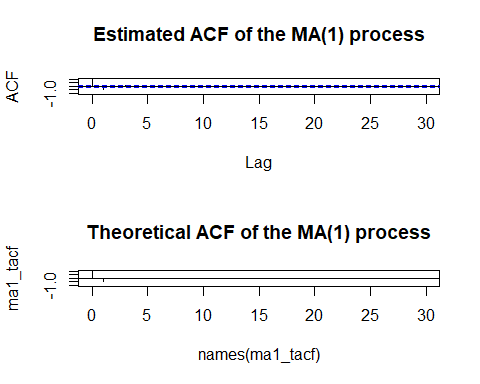 Estimated ACF of the MA(1) process
ACF
-1.0
0 5 10 15 20 25 30
Lag
Theoretical ACF of the MA(1) process
ma1_tacf
-1.0
0 5 10 15 20 25 30
names(ma1_tacf)